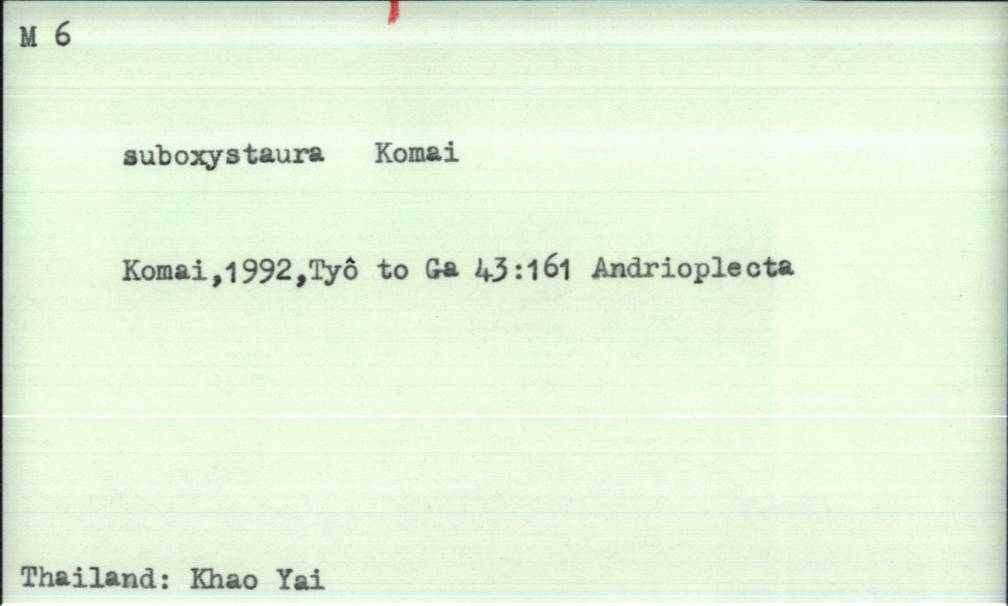 M 6
suboxystaura Komai
Komai,1992,Tyô to Ga 43:161 Andrioplecta
Thailand: Khao Yai